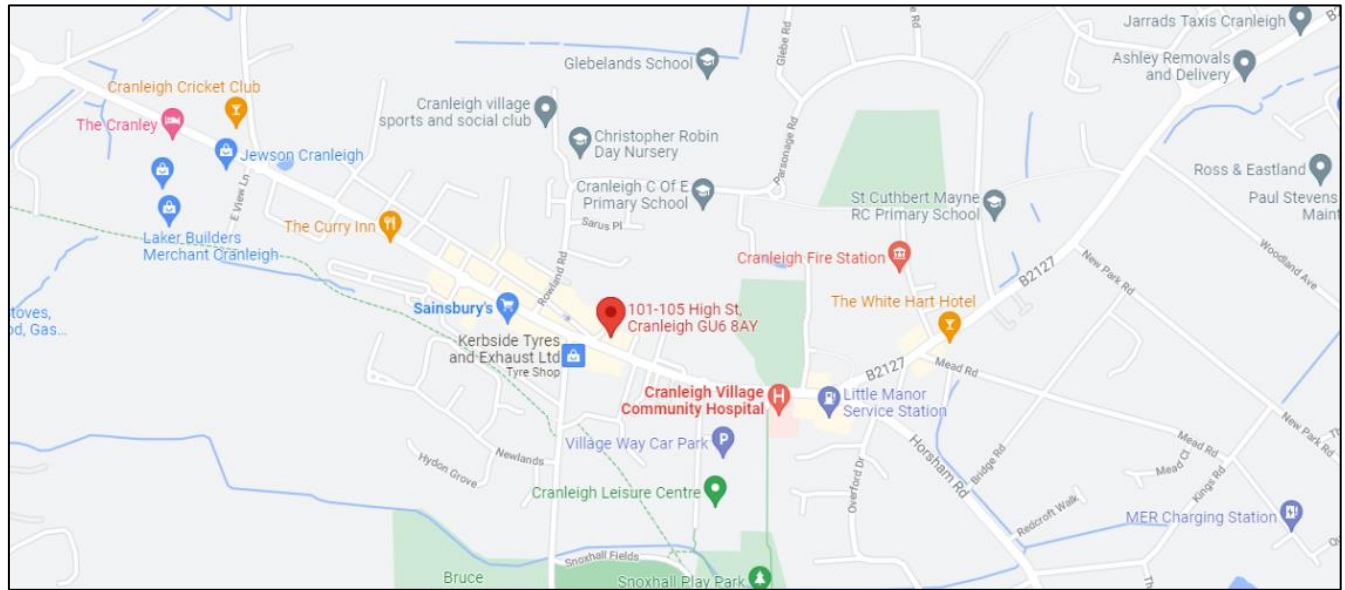 Jarrads Taxis Cranleigh
Glebe Rd
Glebelands School
Ashley Removals
and Delivery
Cranleigh Cricket Club
Cranleigh village
sports and social club
The Cranley
Christopher Robin
Day Nursery
Parsonage Rd
Jewson Cranleigh
Ross & Eastland
Cranleigh C Of E
Primary School
St Cuthbert Mayne
RC Primary School
Paul Stevens
Maint
E View Ln
The Curry Inn
Sarus Pl
Laker Builders
Merchant Cranleigh
Woodland Ave
Cranleigh Fire Station
New Park Rd
B2127
Rowland Rd
The White Hart Hotel
Sainsbury's
101-105 High St,
Cranleigh GU6 8AY
toves,
od, Gas...
Kerbside Tyres
and Exhaust Ltd
Tyre Shop
B2127
Mead Rd
Cranleigh Village
Community Hospital
H
Little Manor
Service Station
Village Way Car Park
P
New Park Rd
Mead Rd
Newlands
Hydon Grove
Horsham Rd
Bridge Rd
Mead Cl
Kings Rd
Overford Dr
Cranleigh Leisure Centre
Redcroft Walk
MER Charging Station
Snoxhall Fields
Bruce
Snoxhall Play Park